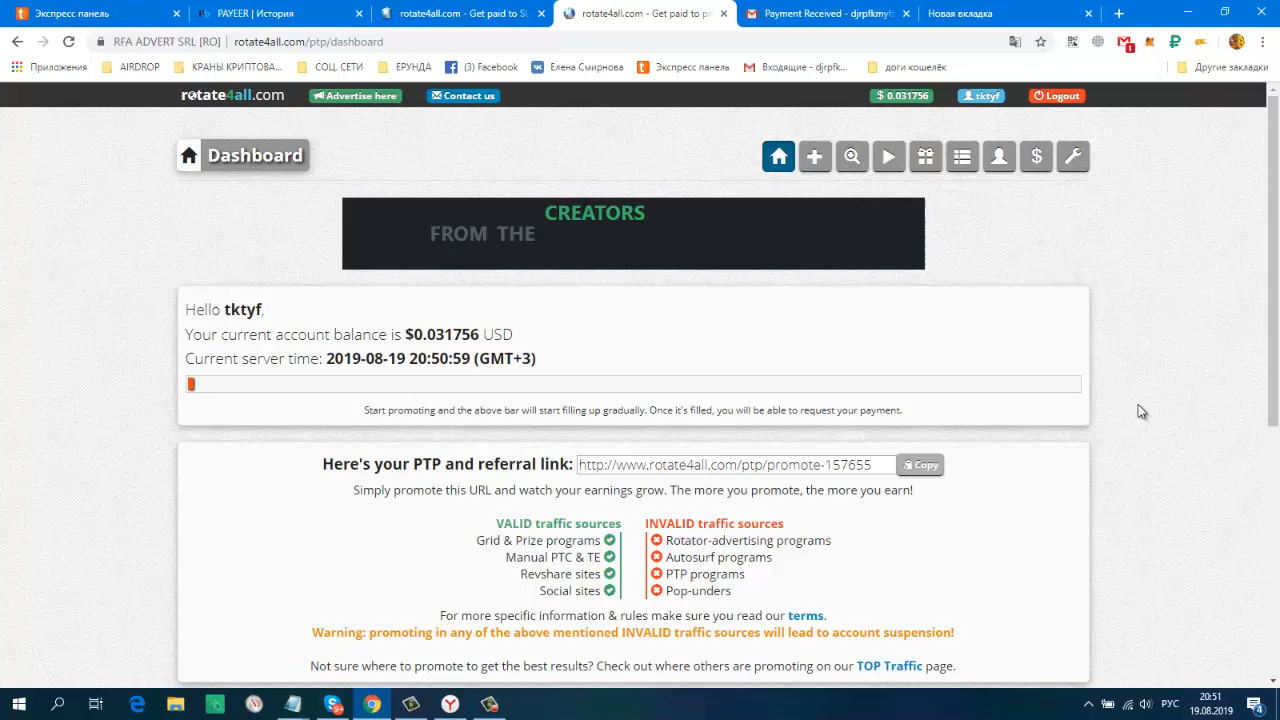 Экспресс панель
PAYEER | История
rotate4all.com - Get paid to St
rotate4all.com - Get paid to pr
Payment Received - djrpfkmyfz
Новая вкладка
RFA ADVERT SRL [RO] | rotate4all.com/ptp/dashboard
1
Приложения
AIRDROP
КРАНЫ КРИПТОВА...
СОЦ. СЕТИ
ЕРУНДА
(3) Facebook
Елена Смирнова
Экспресс панель
Входящие - djrpfk...
доги кошелёк
Другие закладки
rotate4all.com
Advertise here
Contact us
$ 0.031756
tktyf
Logout
Dashboard
CREATORS
FROM THE
Hello tktyf,
Your current account balance is $0.031756 USD
Current server time: 2019-08-19 20:50:59 (GMT+3)
Start promoting and the above bar will start filling up gradually. Once it's filled, you will be able to request your payment.
Here's your PTP and referral link: http://www.rotate4all.com/ptp/promote-157655 Copy
Simply promote this URL and watch your earnings grow. The more you promote, the more you earn!
VALID traffic sources
Grid & Prize programs
Manual PTC & TE
Revshare sites
Social sites
INVALID traffic sources
Rotator-advertising programs
Autosurf programs
PTP programs
Pop-unders
For more specific information & rules make sure you read our terms.
Warning: promoting in any of the above mentioned INVALID traffic sources will lead to account suspension!
Not sure where to promote to get the best results? Check out where others are promoting on our TOP Traffic page.
РУС
20:51
19.08.2019
4